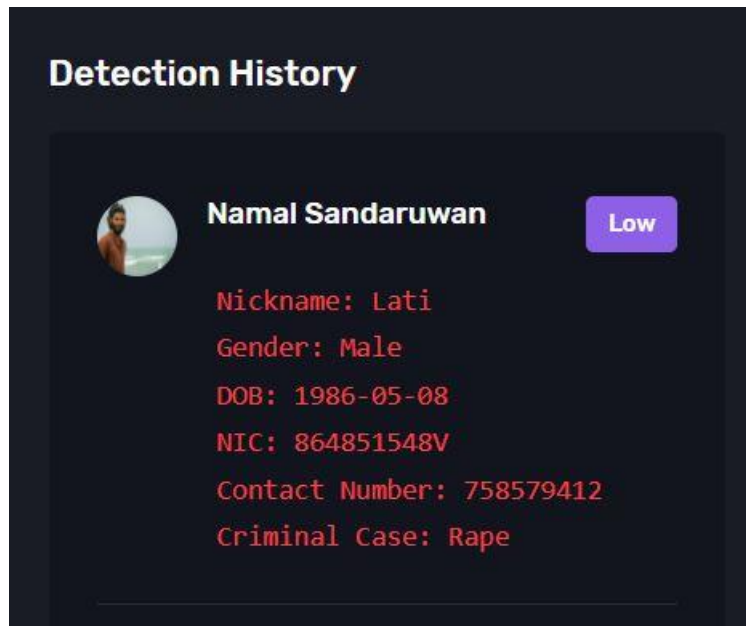 Detection History
Namal Sandaruwan
Low
Nickname: Lati
Gender: Male
DOB: 1986-05-08
NIC: 864851548V
Contact Number: 758579412
Criminal Case: Rape